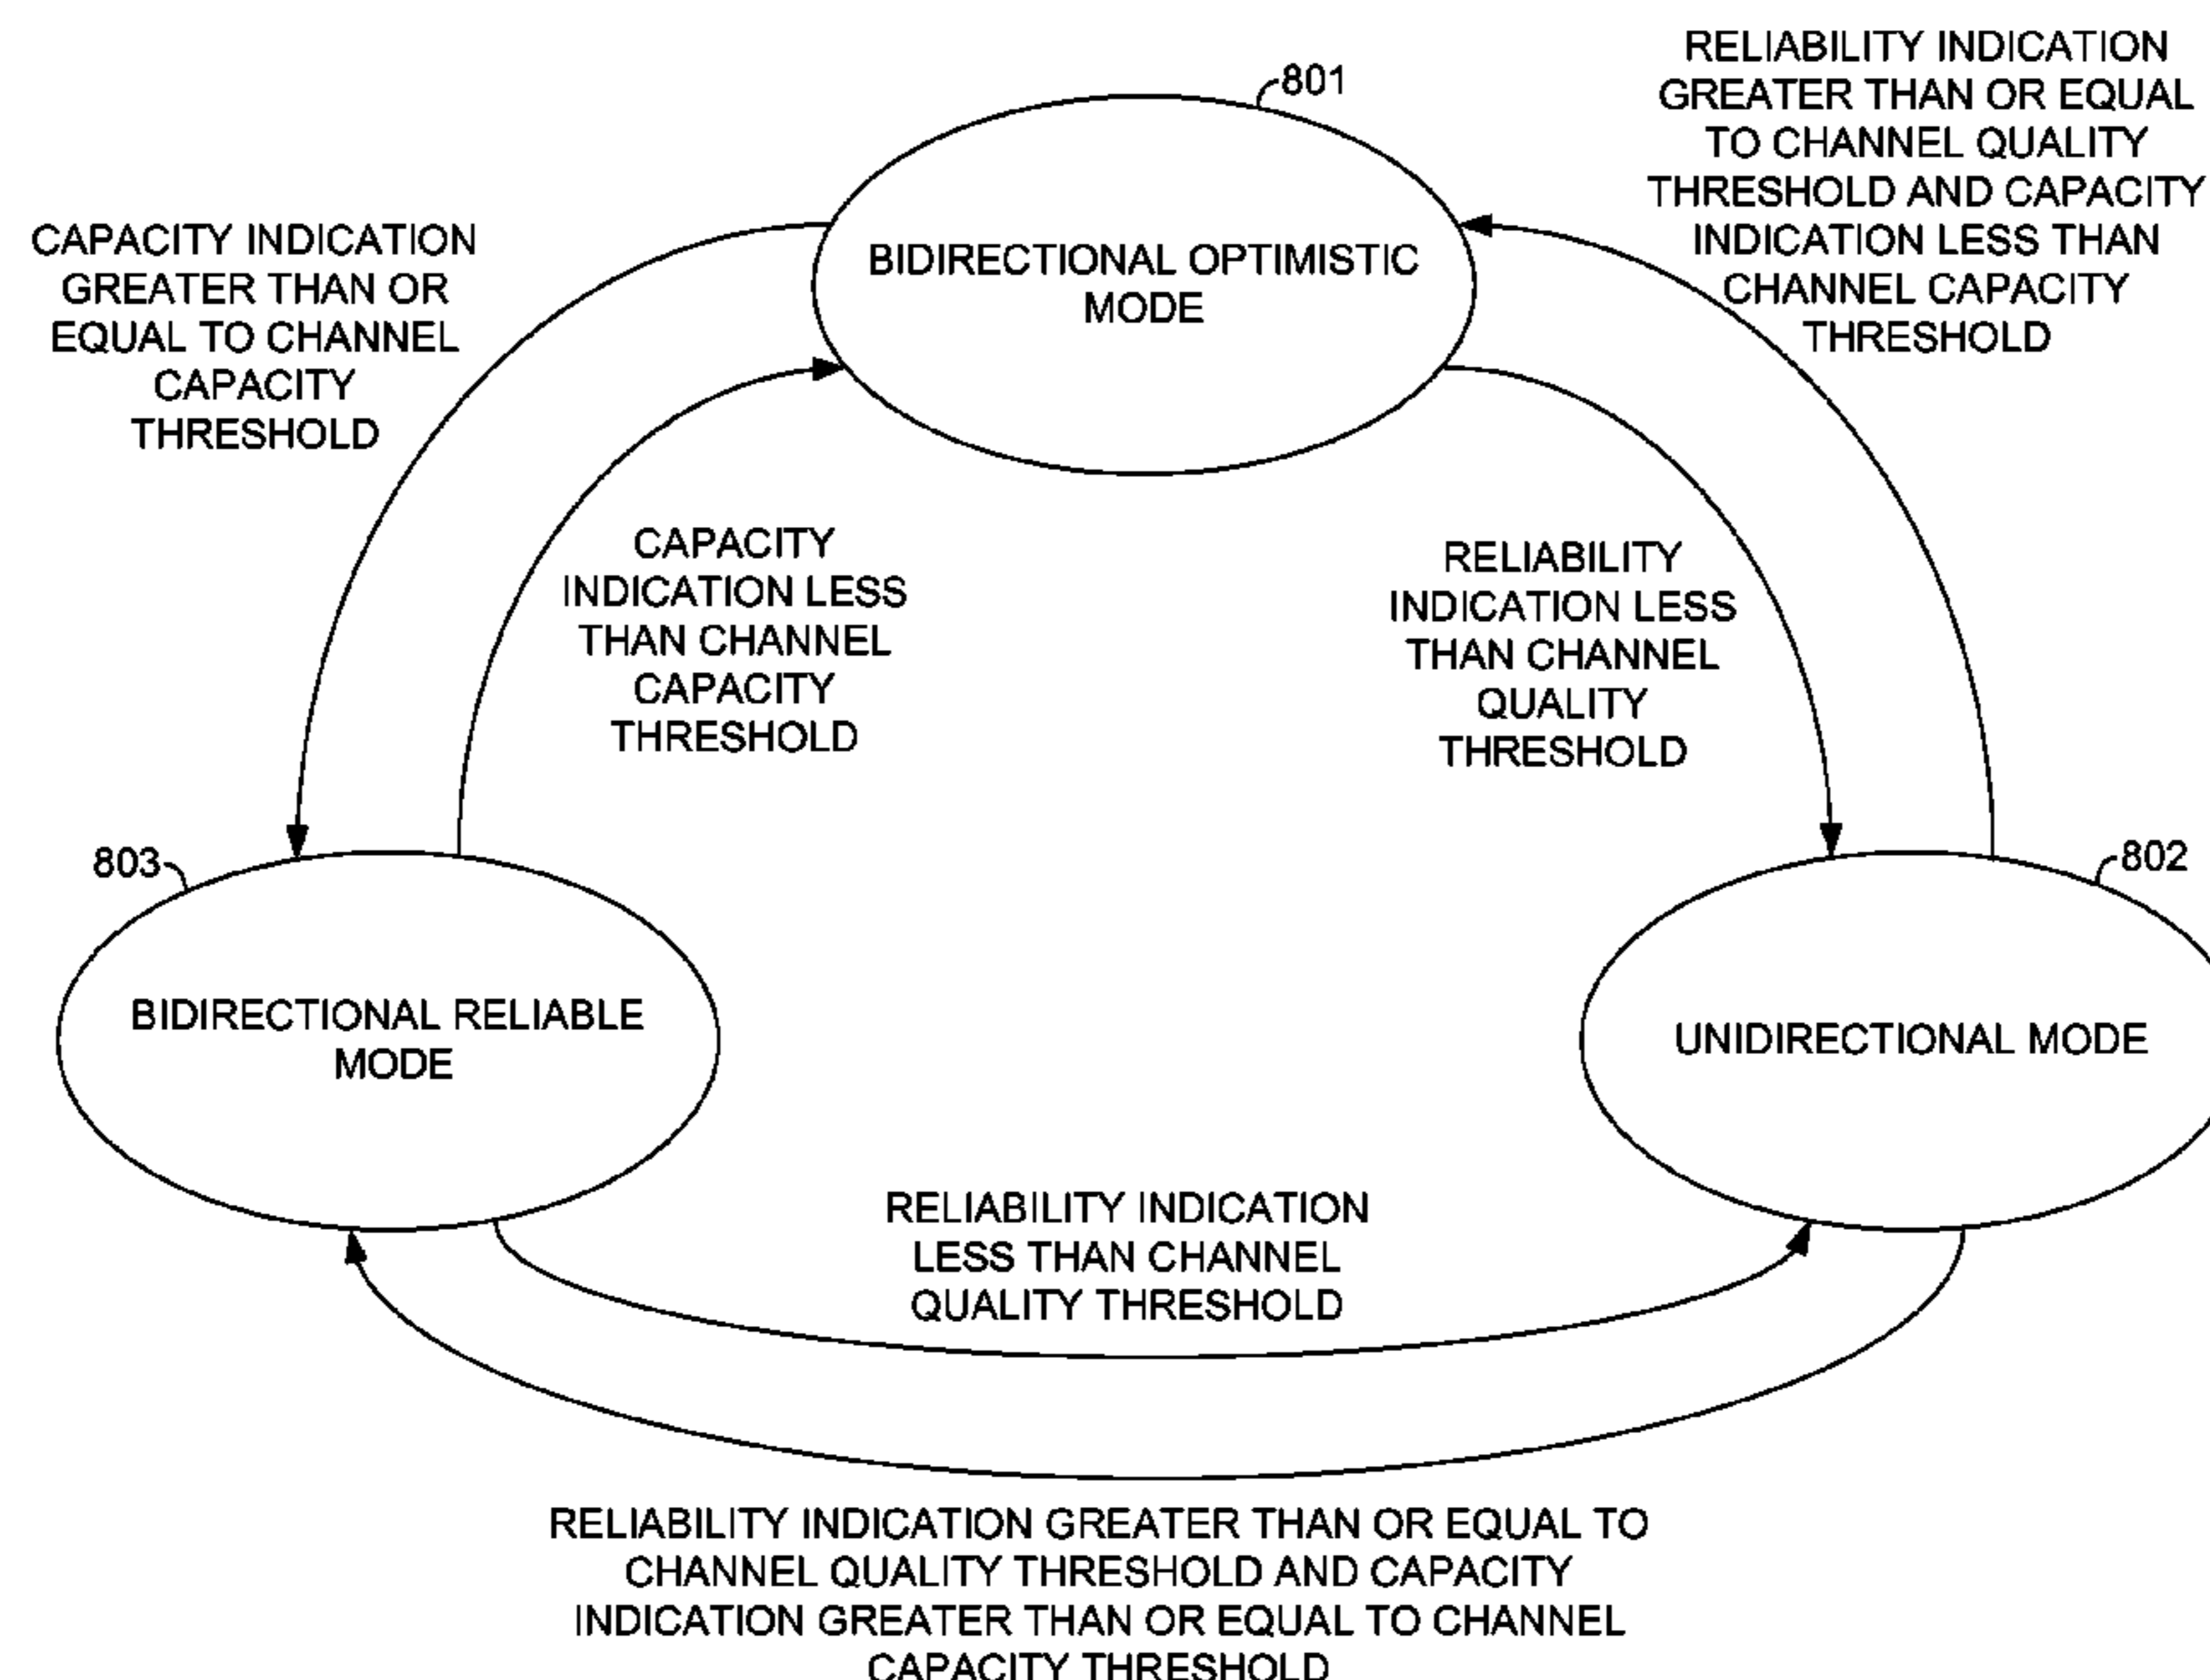 801
RELIABILITY INDICATION
GREATER THAN OR EQUAL
TO CHANNEL QUALITY
THRESHOLD AND CAPACITY
INDICATION LESS THAN
CHANNEL CAPACITY
THRESHOLD
CAPACITY INDICATION
GREATER THAN OR
EQUAL TO CHANNEL
CAPACITY
THRESHOLD
BIDIRECTIONAL OPTIMISTIC
MODE
CAPACITY
INDICATION LESS
THAN CHANNEL
CAPACITY
THRESHOLD
RELIABILITY
INDICATION LESS
THAN CHANNEL
QUALITY
THRESHOLD
803
802
BIDIRECTIONAL RELIABLE
MODE
UNIDIRECTIONAL MODE
RELIABILITY INDICATION
LESS THAN CHANNEL
QUALITY THRESHOLD
RELIABILITY INDICATION GREATER THAN OR EQUAL TO
CHANNEL QUALITY THRESHOLD AND CAPACITY
INDICATION GREATER THAN OR EQUAL TO CHANNEL
CAPACITY THRESHOLD